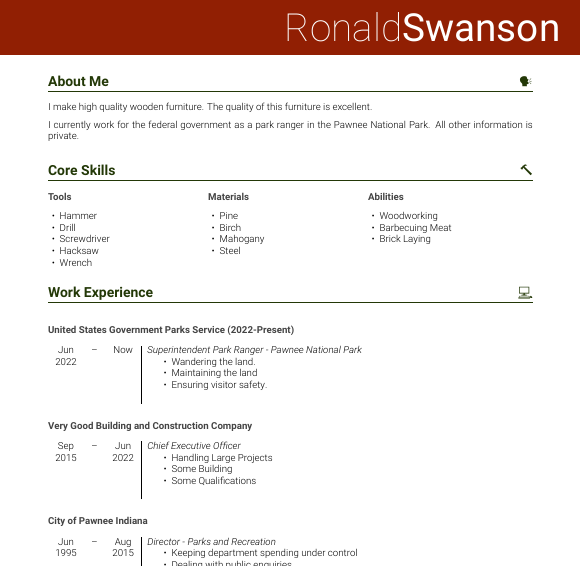 RonaldSwanson
About Me
I make high quality wooden furniture. The quality of this furniture is excellent.
I currently work for the federal government as a park ranger in the Pawnee National Park. All other information is
private.
Core Skills
Tools
• Hammer
• Drill
• Screwdriver
• Hacksaw
• Wrench
Materials
• Pine
• Birch
• Mahogany
• Steel
Abilities
• Woodworking
• Barbecuing Meat
• Brick Laying
Work Experience
United States Government Parks Service (2022-Present)
Jun 2022 – Now
Superintendent Park Ranger - Pawnee National Park
• Wandering the land.
• Maintaining the land
• Ensuring visitor safety.
Very Good Building and Construction Company
Sep 2015 – Jun 2022
Chief Executive Officer
• Handling Large Projects
• Some Building
• Some Qualifications
City of Pawnee Indiana
Jun 1995 – Aug 2015
Director - Parks and Recreation
• Keeping department spending under control
• Dealing with public enquiries